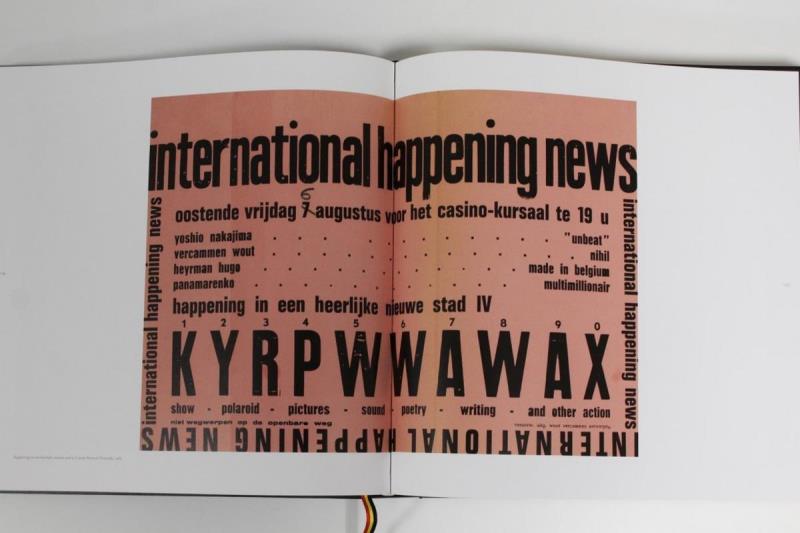 international happening news
oostende vrijdag 6 augustus voor het casino-kursaal te 19 u
yoshio nakajima . . . . . . . . . . . "unbeat"
vercammen wout . . . . . . . . . . . nihil
heyrman hugo . . . . . . . . . . made in belgium
panamarenko . . . . . . . . . . multimillionair
happening in een heerlijke nieuwe stad IV
1 2 3 4 5 6 7 8 9 0
KYRPWWAWAX
show - polaroid - pictures - sound - poetry - writing - and other action
niet wegwerpen op de openbare weg
INTERNATIONAL HAPPENING NEWS
international happening news
international happening news